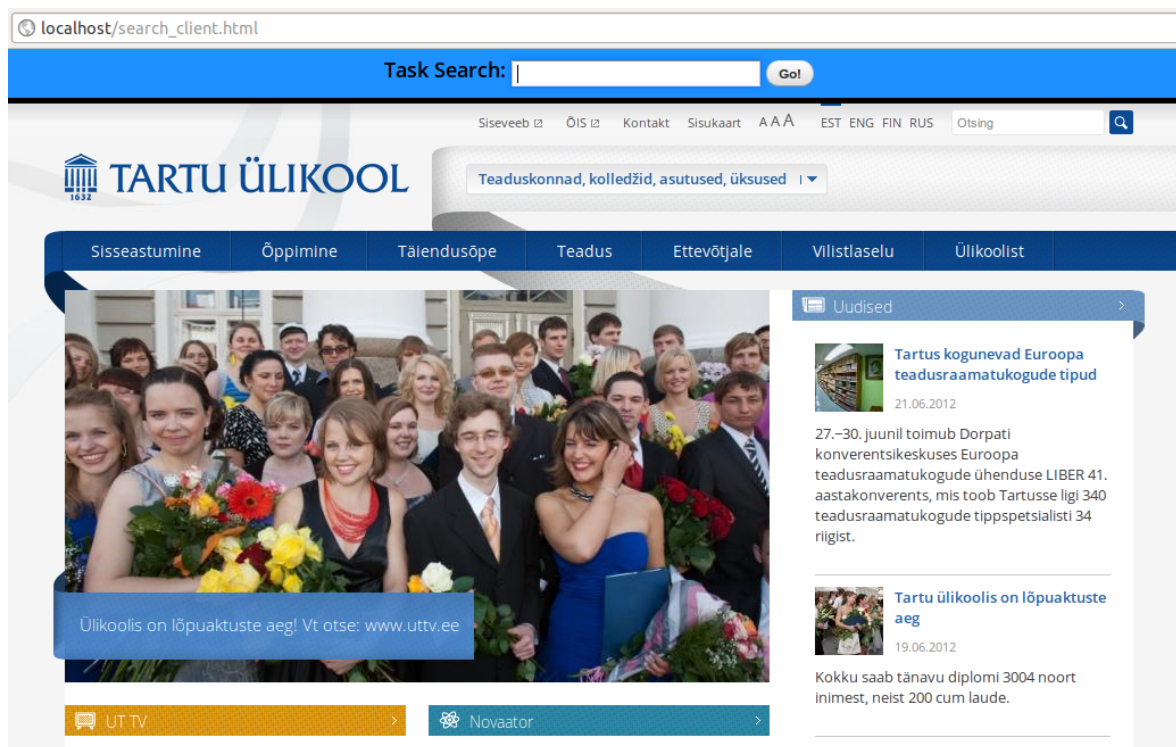 localhost/search_client.html
Task Search: Go!
Siseveeb ÕIS Kontakt Sisukaart A A A EST ENG FIN RUS Otsing
TARTU ÜLIKOOL
1632
Teaduskonnad, kolledžid, asutused, üksused
Sisseastumine Õppimine Täiendusõpe Teadus Ettevõtjale Vilistlaselu Ülikoolist
Ülikoolis on lõpuaktuste aeg! Vt otse: www.uttv.ee
UT TV
Novaator
Uudised
Tartus kogunevad Euroopa
teadusraamatukogude tipud
21.06.2012
27.–30. juunil toimub Dorpati
konverentsikeskuses Euroopa
teadusraamatukogude ühenduse LIBER 41.
aastakonverents, mis toob Tartusse ligi 340
teadusraamatukogude tippspetsialisti 34
riigist.
Tartu ülikoolis on lõpuaktuste
aeg
19.06.2012
Kokku saab tänavu diplomi 3004 noort
inimest, neist 200 cum laude.